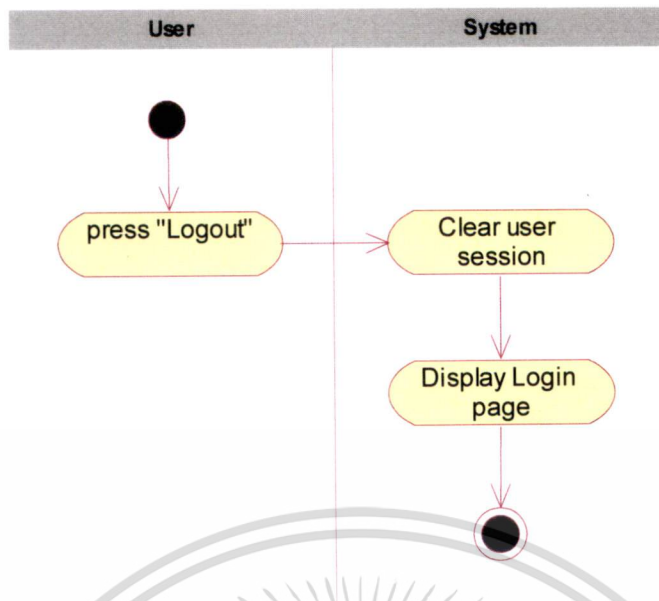 User
System
press "Logout"
Clear user
session
Display Login
page